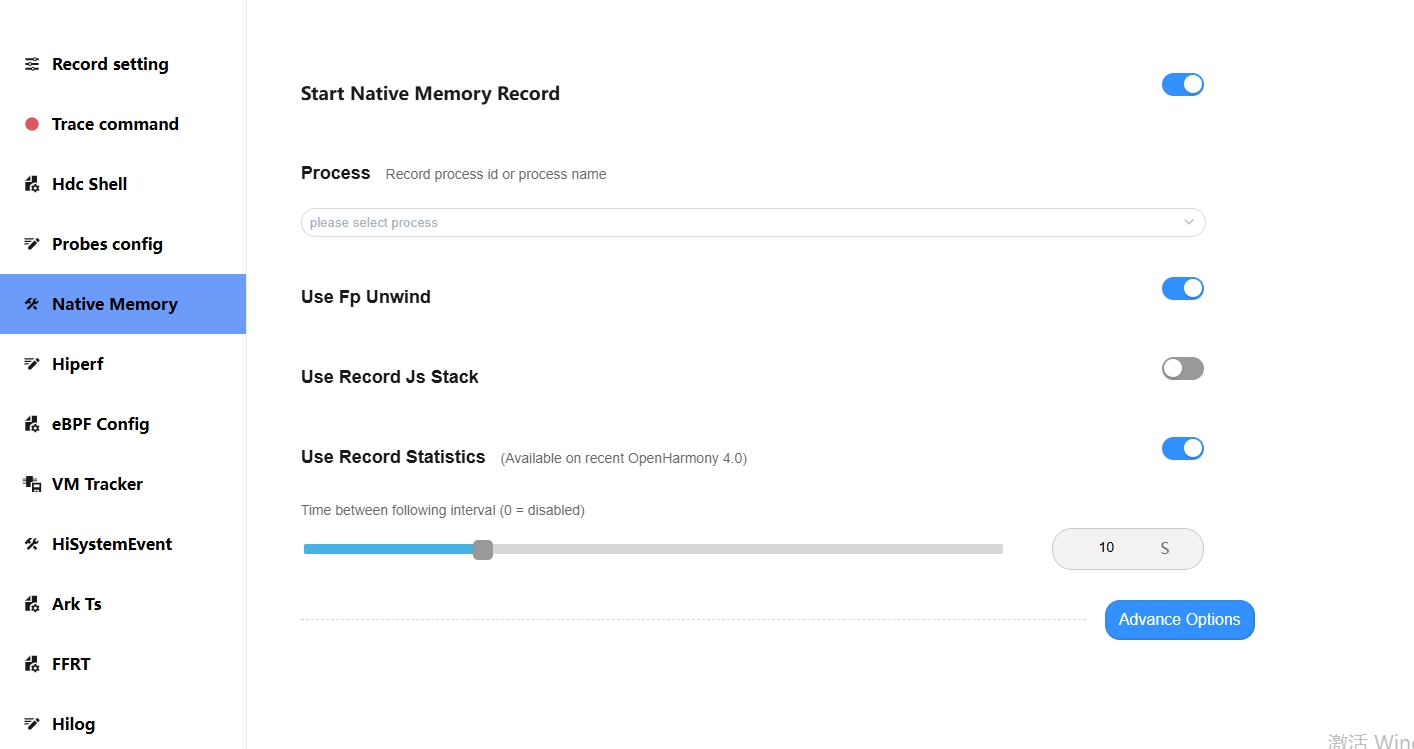 Record setting
Trace command
Hdc Shell
Probes config
Native Memory
Hiperf
eBPF Config
VM Tracker
HiSystemEvent
Ark Ts
FFRT
Hilog
Start Native Memory Record
Process Record process id or process name
please select process
Use Fp Unwind
Use Record Js Stack
Use Record Statistics (Available on recent OpenHarmony 4.0)
Time between following interval (0 = disabled)
10 S
Advance Options
激活